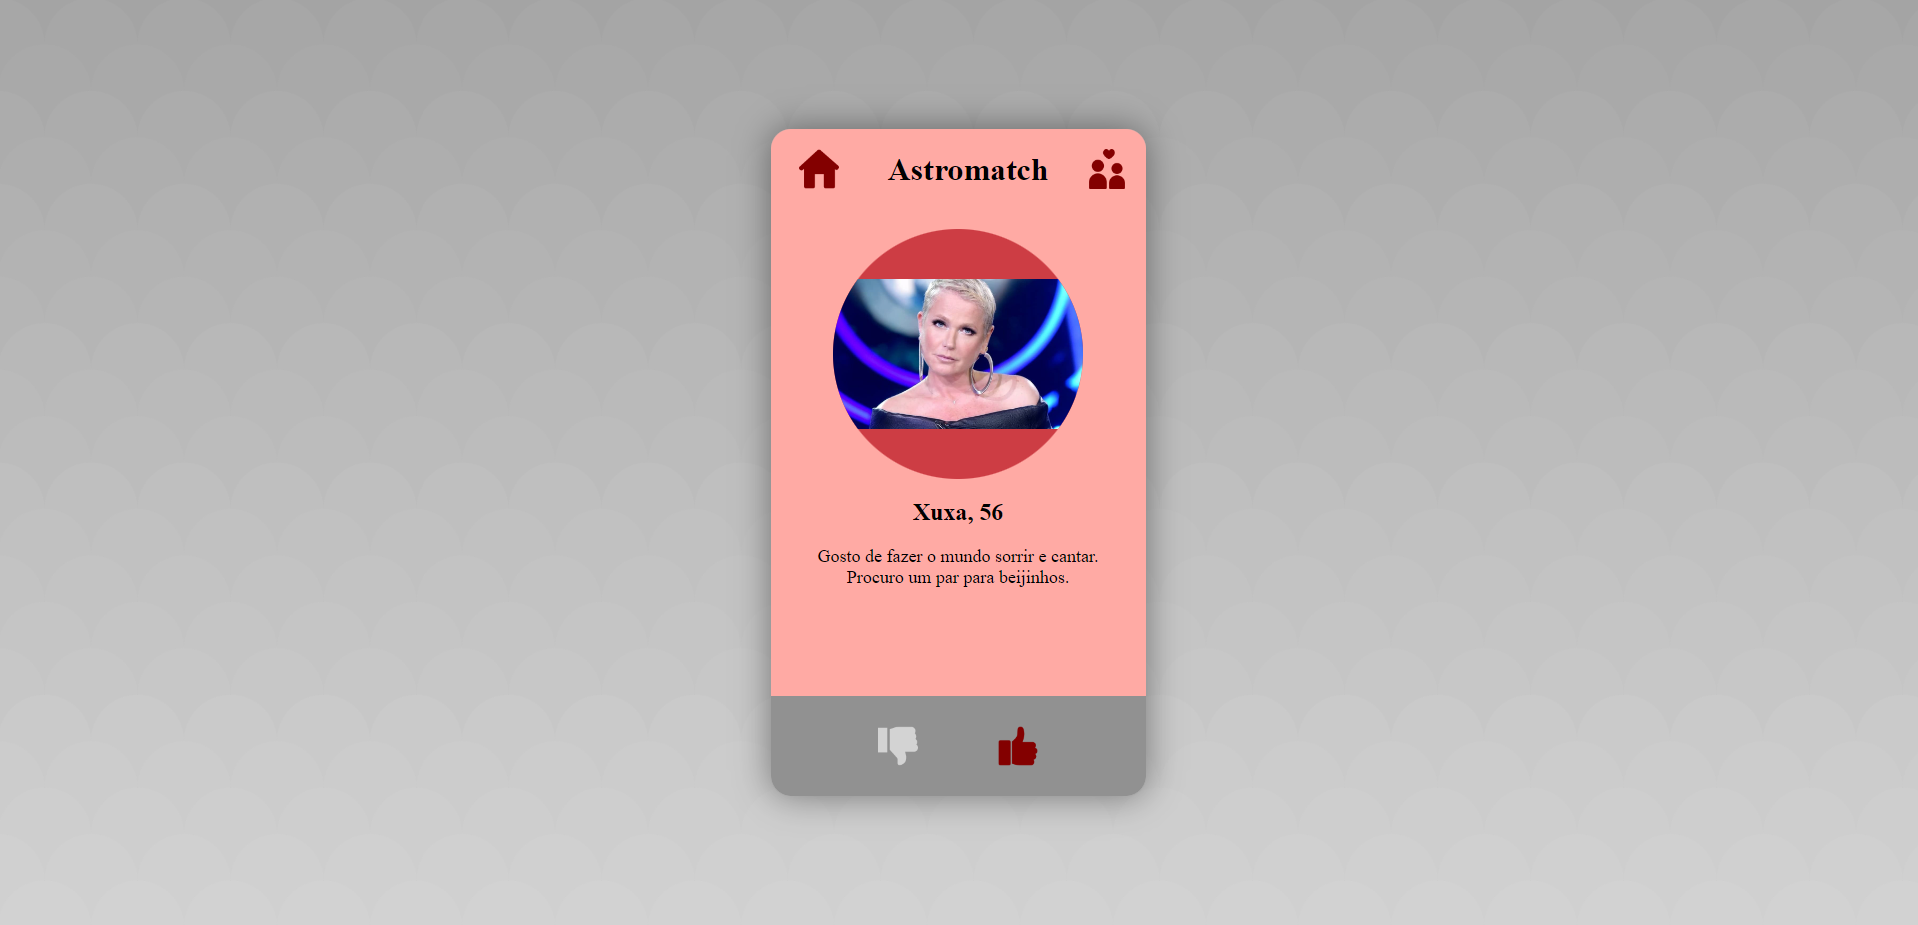 Astromatch
Xuxa, 56
Gosto de fazer o mundo sorrir e cantar.
Procuro um par para beijinhos.